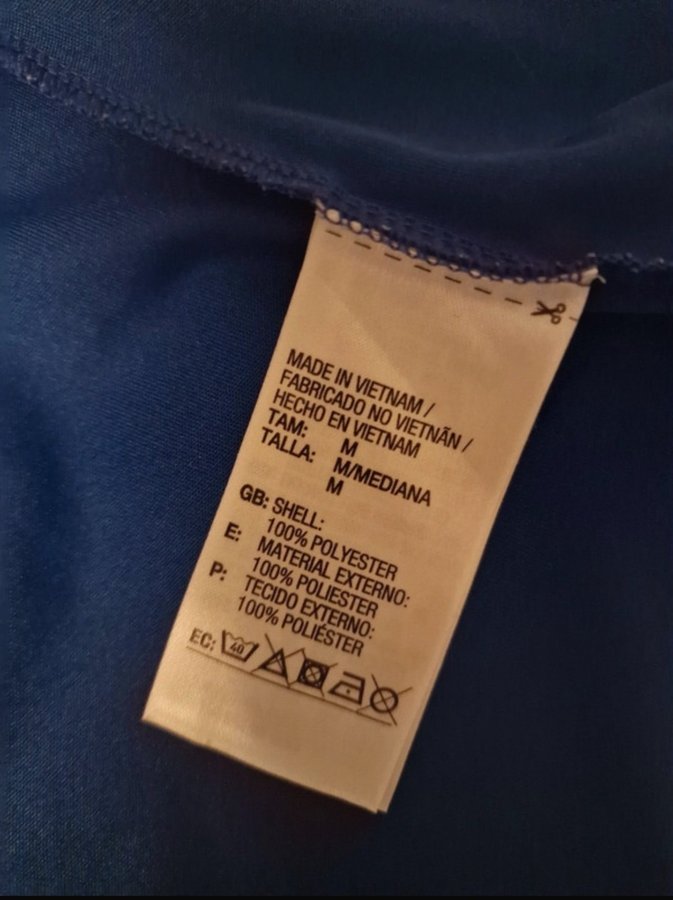 MADE IN VIETNAM /
FABRICADO NO VIETNÃN /
HECHO EN VIETNAM
TAM: M
TALLA: M/MEDIANA
M
GB: SHELL:
100% POLYESTER
E: MATERIAL EXTERNO:
100% POLIESTER
P: TECIDO EXTERNO:
100% POLIÉSTER
EC: 40